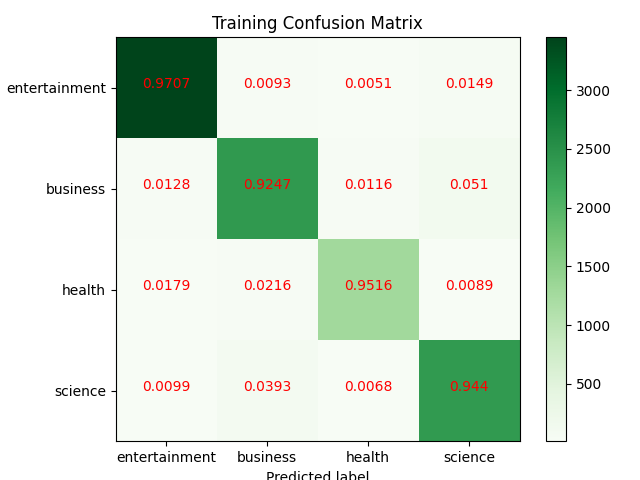 Training Confusion Matrix
entertainment 0.9707 0.0093 0.0051 0.0149
business 0.0128 0.9247 0.0116 0.051
health 0.0179 0.0216 0.9516 0.0089
science 0.0099 0.0393 0.0068 0.944
entertainment business health science
Predicted label
3000
2500
2000
1500
1000
500